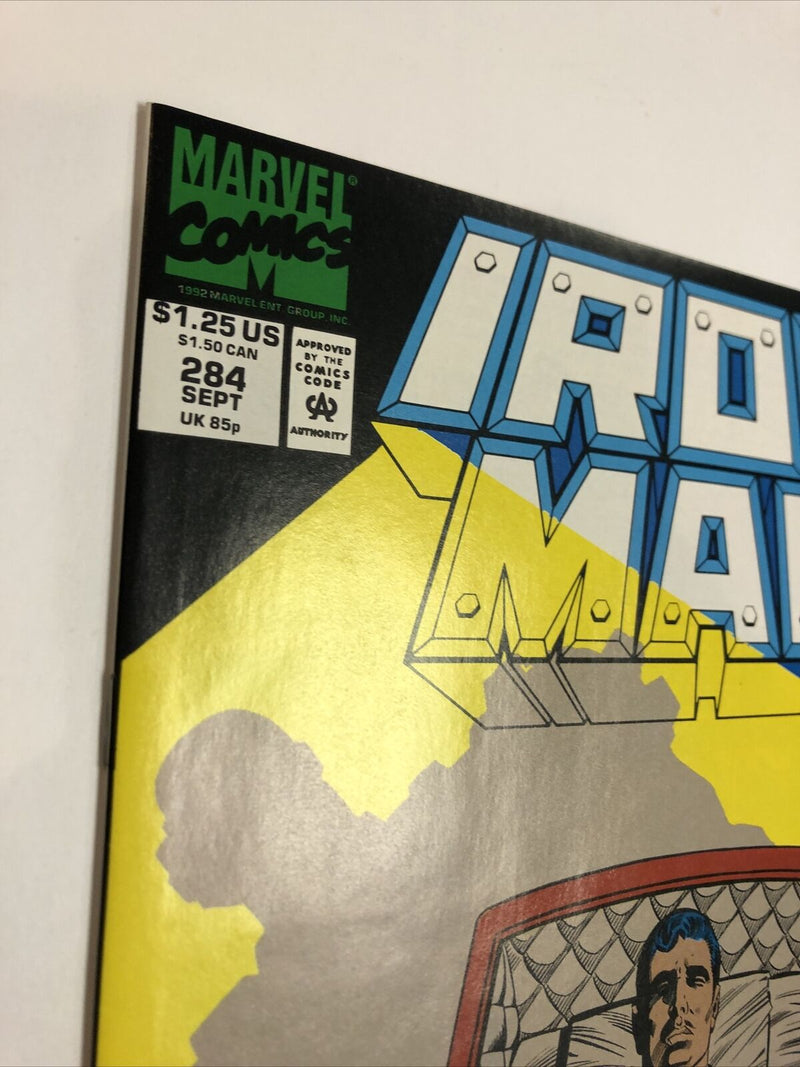 MARVEL®
COMICS
M
1992 MARVEL ENT. GROUP, INC.
$1.25 US
$1.50 CAN
284
SEPT
UK 85p
APPROVED
BY THE
COMICS
CODE
CA
AUTHORITY
IRO
MA